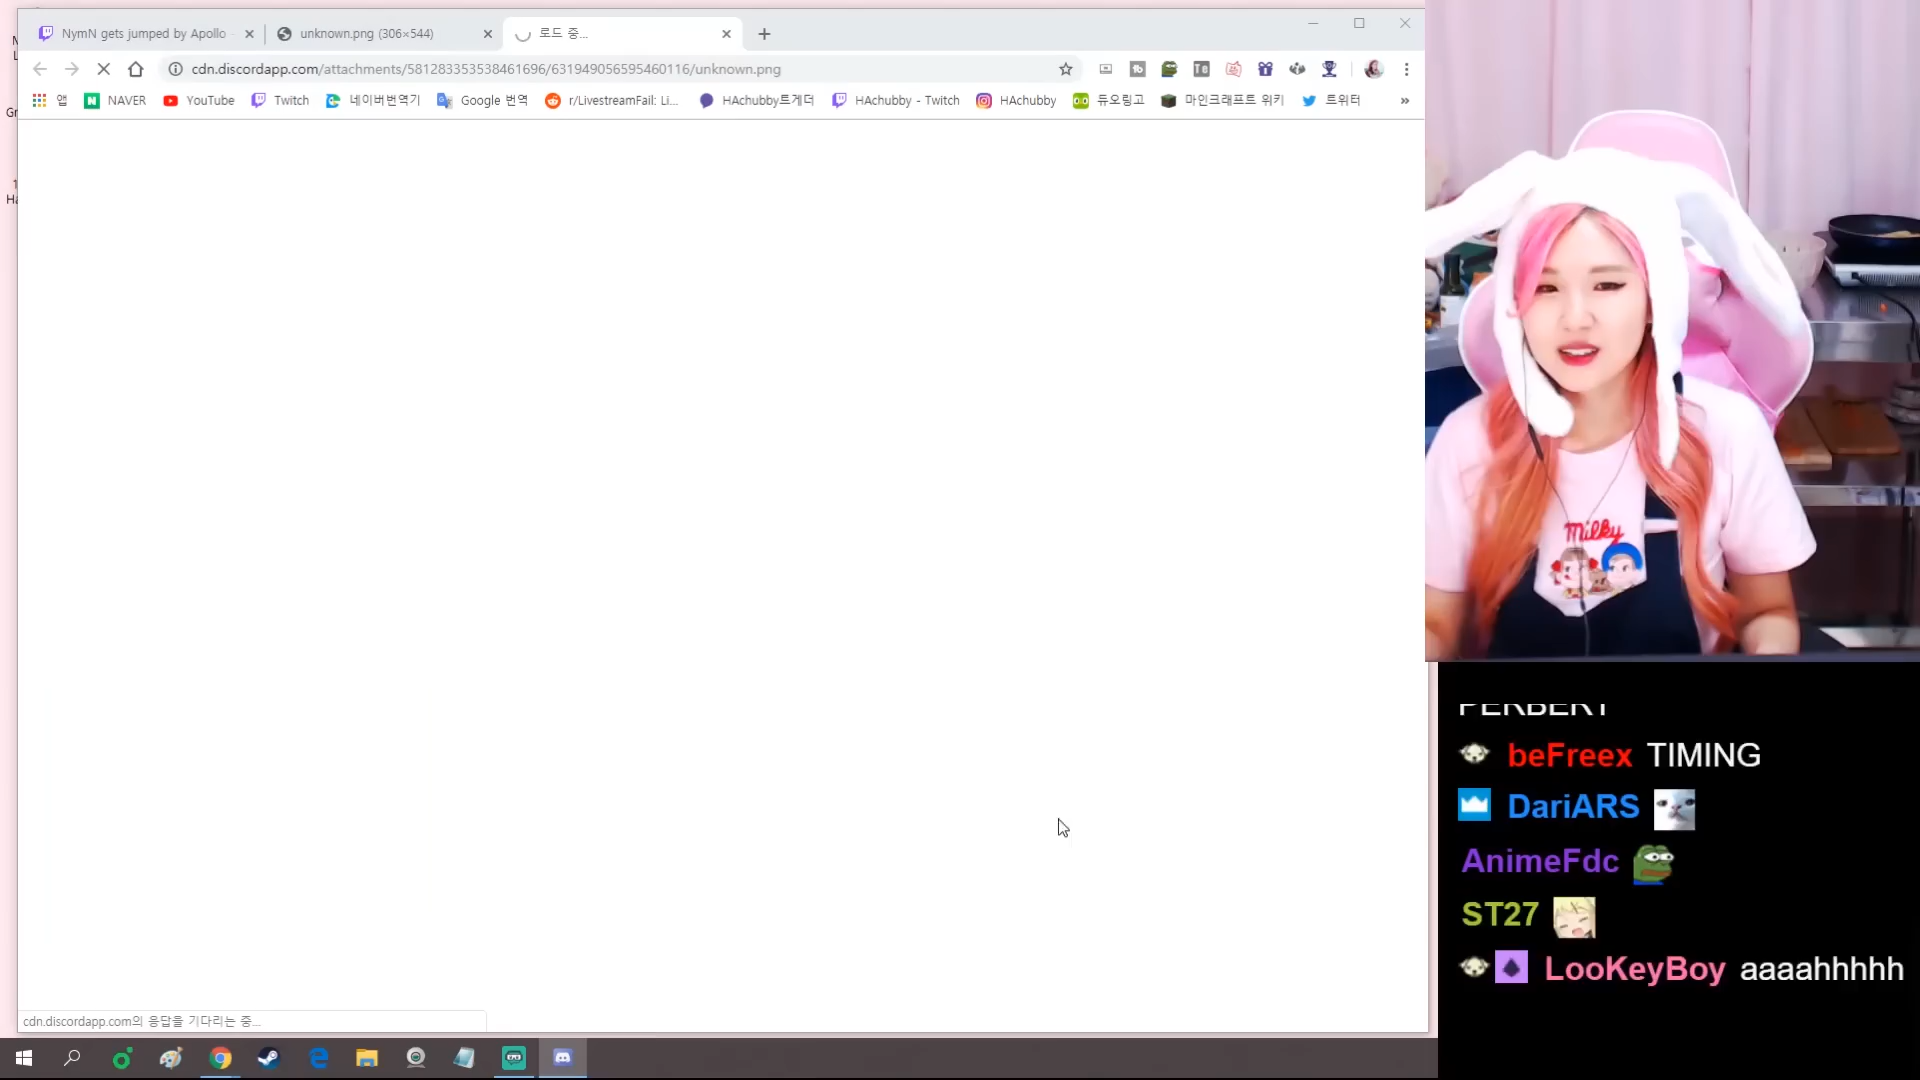 NymN gets jumped by Apollo
unknown.png (306×544)
로드 중...
cdn.discordapp.com/attachments/581283353538461696/631949056595460116/unknown.png
앱 NAVER YouTube Twitch 네이버번역기 Google 번역 r/LivestreamFail: Li... HAchubby트게더 HAchubby - Twitch HAchubby 듀오링고 마인크래프트 위키 트위터 »
Gr
Ha
Milky
PERBERT
beFreex TIMING
DariARS
AnimeFdc
ST27
LooKeyBoy aaaahhhhh
cdn.discordapp.com의 응답을 기다리는 중...